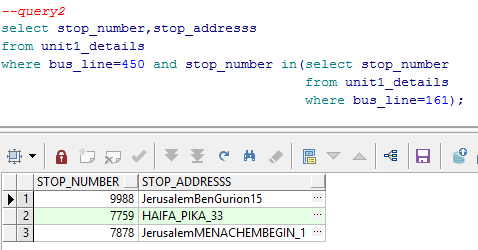 --query2
select stop_number,stop_addresss
from unit1_details
where bus_line=450 and stop_number in(select stop_number
from unit1_details
where bus_line=161);
STOP_NUMBER STOP_ADDRESSS
1 9988 JerusalemBenGurion15 ...
2 7759 HAIFA_PIKA_33 ...
3 7878 JerusalemMENACHEMBEGIN_1 ...